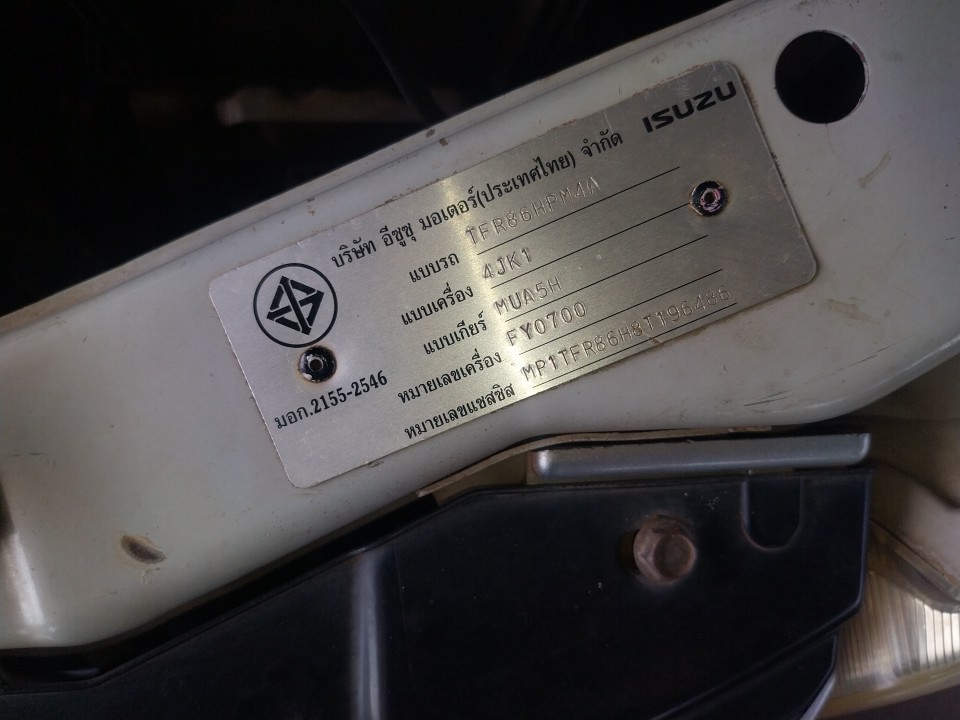 ISUZU
บริษัท อีซูซุ มอเตอร์(ประเทศไทย) จำกัด
แบบรถ TFR86HPM4A
แบบเครื่อง 4JK1
แบบเกียร์ MUA5H
หมายเลขเครื่อง FY0700
หมายเลขแชสซิส MP1TFR86H8T196486
มอก.2155-2546